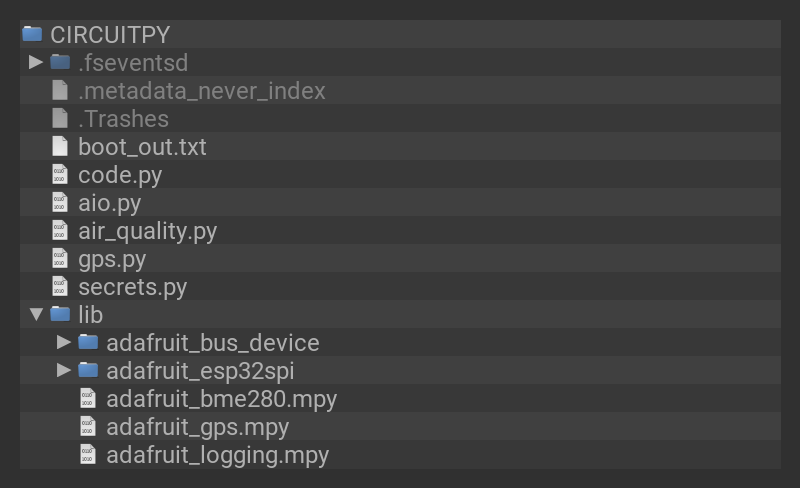 CIRCUITPY
.fseventsd
.metadata_never_index
.Trashes
boot_out.txt
code.py
aio.py
air_quality.py
gps.py
secrets.py
lib
adafruit_bus_device
adafruit_esp32spi
adafruit_bme280.mpy
adafruit_gps.mpy
adafruit_logging.mpy